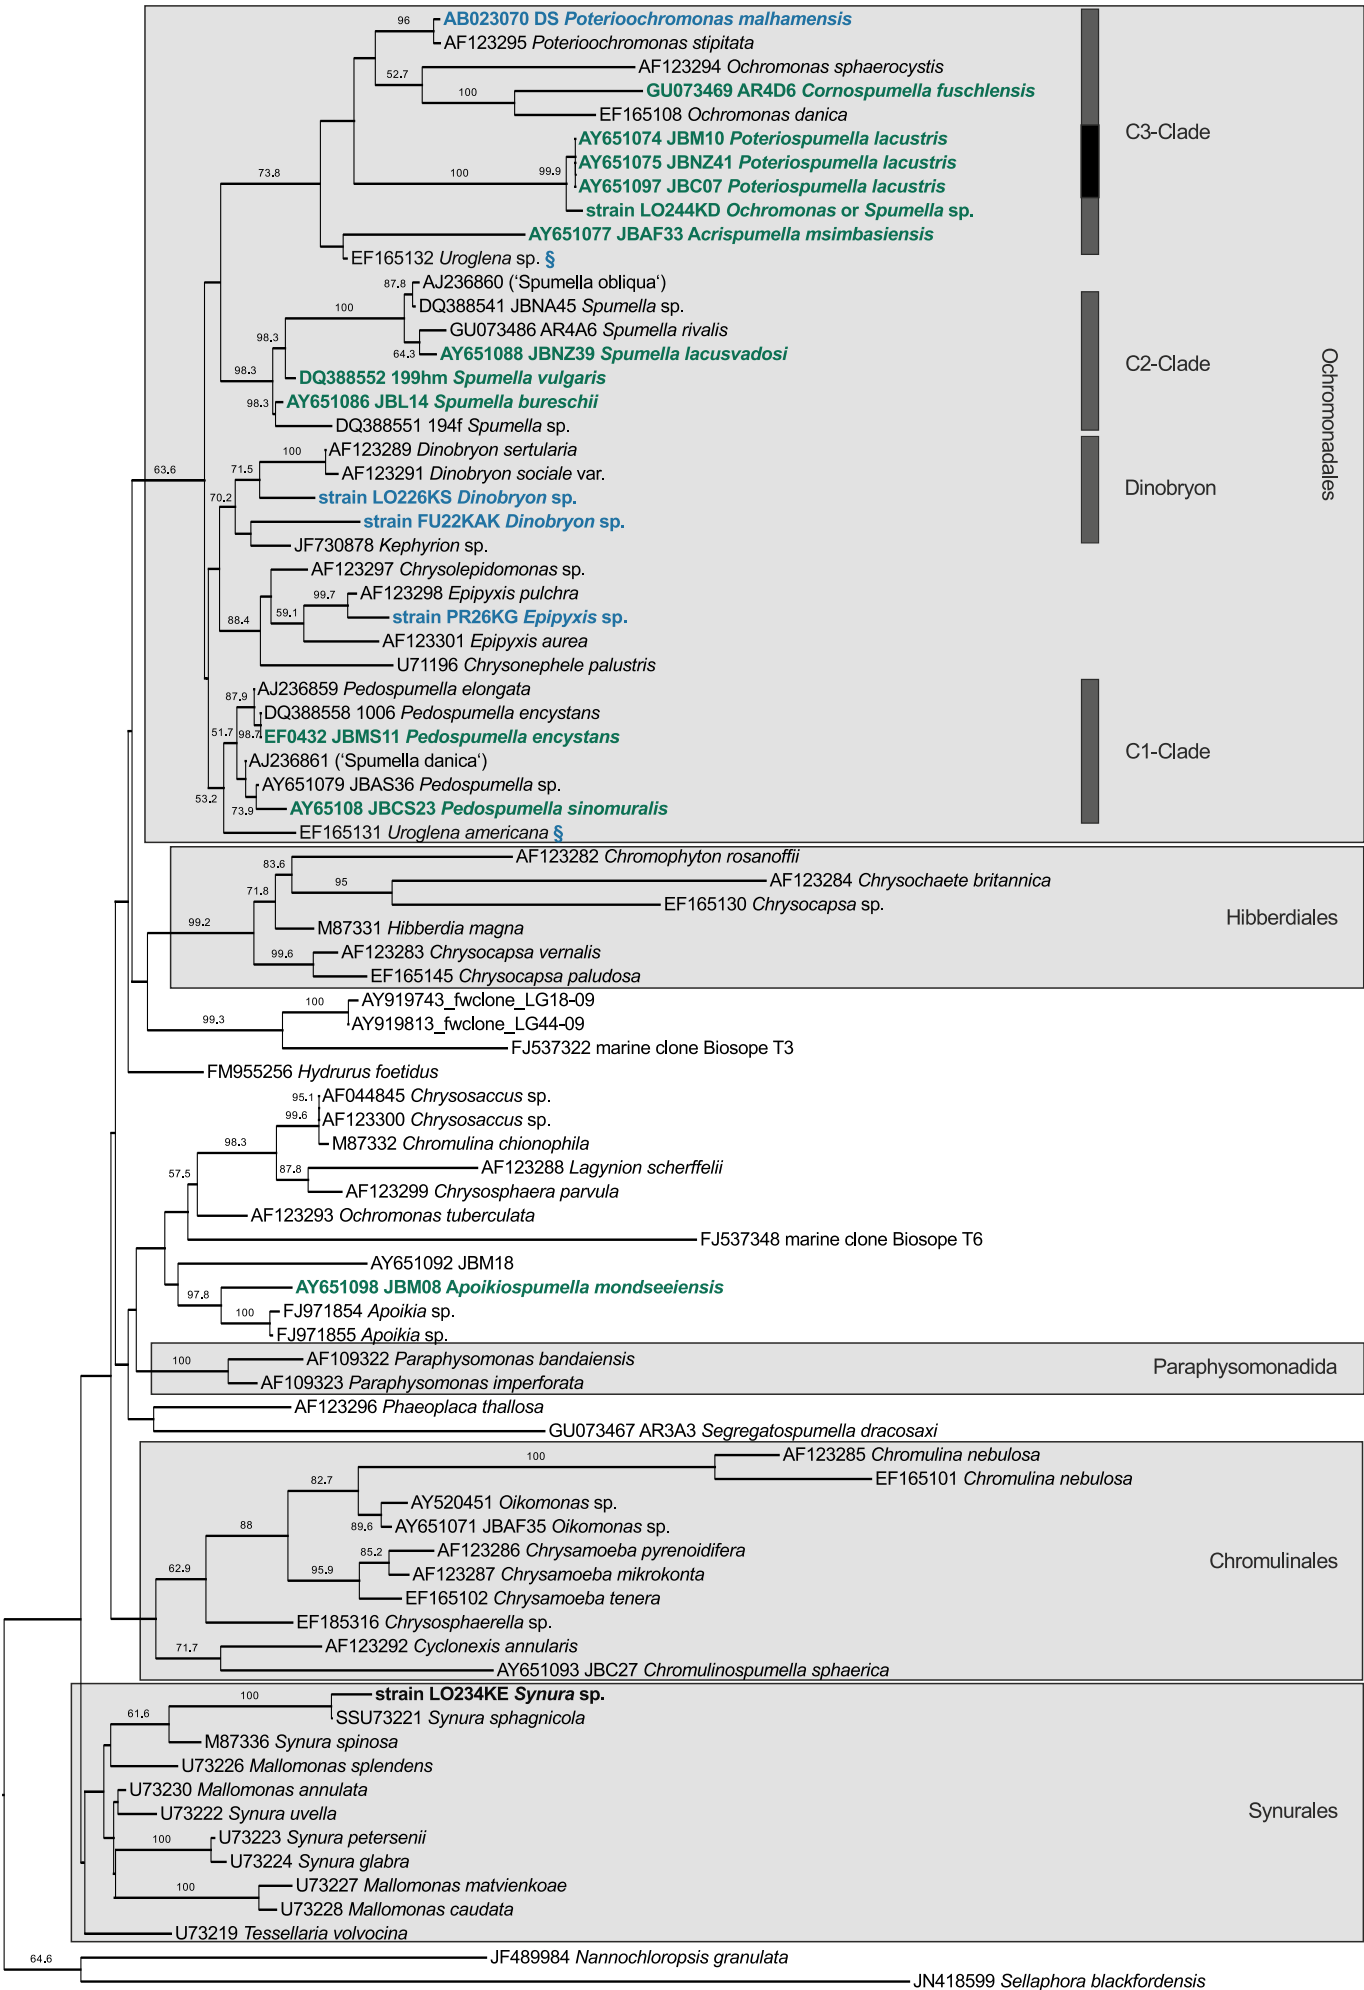 96
AB023070 DS Poterioochromonas malhamensis
AF123295 Poterioochromonas stipitata
AF123294 Ochromonas sphaerocystis
52.7
GU073469 AR4D6 Cornospumella fuschlensis
100
EF165108 Ochromonas danica
C3-Clade
AY651074 JBM10 Poteriospumella lacustris
AY651075 JBNZ41 Poteriospumella lacustris
73.8
100
99.9
AY651097 JBC07 Poteriospumella lacustris
strain LO244KD Ochromonas or Spumella sp.
AY651077 JBAF33 Acrispumella msimbasiensis
EF165132 Uroglena sp. §
87.8
AJ236860 (‘Spumella obliqua‘)
100
DQ388541 JBNA45 Spumella sp.
GU073486 AR4A6 Spumella rivalis
98.3
64.3
AY651088 JBNZ39 Spumella lacusvadosi
C2-Clade
98.3
DQ388552 199hm Spumella vulgaris
98.3
AY651086 JBL14 Spumella bureschii
DQ388551 194f Spumella sp.
Ochromonadales
100
AF123289 Dinobryon sertularia
63.6
71.5
AF123291 Dinobryon sociale var.
Dinobryon
70.2
strain LO226KS Dinobryon sp.
strain FU22KAK Dinobryon sp.
JF730878 Kephyrion sp.
AF123297 Chrysolepidomonas sp.
99.7
AF123298 Epipyxis pulchra
88.4
59.1
strain PR26KG Epipyxis sp.
AF123301 Epipyxis aurea
U71196 Chrysonephele palustris
87.9
AJ236859 Pedospumella elongata
DQ388558 1006 Pedospumella encystans
51.7
98.7
EF0432 JBMS11 Pedospumella encystans
C1-Clade
AJ236861 (‘Spumella danica‘)
AY651079 JBAS36 Pedospumella sp.
53.2
73.9
AY65108 JBCS23 Pedospumella sinomuralis
EF165131 Uroglena americana §
83.6
AF123282 Chromophyton rosanoffii
71.8
95
AF123284 Chrysochaete britannica
EF165130 Chrysocapsa sp.
Hibberdiales
99.2
M87331 Hibberdia magna
99.6
AF123283 Chrysocapsa vernalis
EF165145 Chrysocapsa paludosa
100
AY919743_fwclone_LG18-09
99.3
AY919813_fwclone_LG44-09
FJ537322 marine clone Biosope T3
FM955256 Hydrurus foetidus
95.1
AF044845 Chrysosaccus sp.
99.6
AF123300 Chrysosaccus sp.
98.3
M87332 Chromulina chionophila
57.5
87.8
AF123288 Lagynion scherffelii
AF123299 Chrysosphaera parvula
AF123293 Ochromonas tuberculata
FJ537348 marine clone Biosope T6
AY651092 JBM18
97.8
AY651098 JBM08 Apoikiospumella mondseeiensis
100
FJ971854 Apoikia sp.
FJ971855 Apoikia sp.
100
AF109322 Paraphysomonas bandaiensis
Paraphysomonadida
AF109323 Paraphysomonas imperforata
AF123296 Phaeoplaca thallosa
GU073467 AR3A3 Segregatospumella dracosaxi
100
AF123285 Chromulina nebulosa
82.7
EF165101 Chromulina nebulosa
AY520451 Oikomonas sp.
88
89.6
AY651071 JBAF35 Oikomonas sp.
85.2
AF123286 Chrysamoeba pyrenoidifera
Chromulinales
62.9
95.9
AF123287 Chrysamoeba mikrokonta
EF165102 Chrysamoeba tenera
EF185316 Chrysosphaerella sp.
71.7
AF123292 Cyclonexis annularis
AY651093 JBC27 Chromulinospumella sphaerica
100
strain LO234KE Synura sp.
61.6
SSU73221 Synura sphagnicola
M87336 Synura spinosa
U73226 Mallomonas splendens
U73230 Mallomonas annulata
U73222 Synura uvella
Synurales
100
U73223 Synura petersenii
U73224 Synura glabra
100
U73227 Mallomonas matvienkoae
U73228 Mallomonas caudata
U73219 Tessellaria volvocina
64.6
JF489984 Nannochloropsis granulata
JN418599 Sellaphora blackfordensis